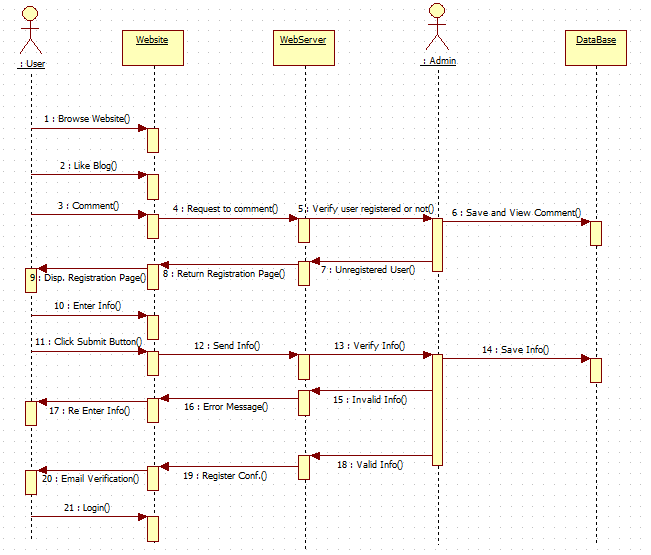 Website
WebServer
DataBase
: User
: Admin
1 : Browse Website()
2 : Like Blog()
3 : Comment()
4 : Request to comment()
5 : Verify user registered or not()
6 : Save and View Comment()
7 : Unregistered User()
8 : Return Registration Page()
9 : Disp. Registration Page()
10 : Enter Info()
11 : Click Submit Button()
12 : Send Info()
13 : Verify Info()
14 : Save Info()
15 : Invalid Info()
16 : Error Message()
17 : Re Enter Info()
18 : Valid Info()
19 : Register Conf.()
20 : Email Verification()
21 : Login()